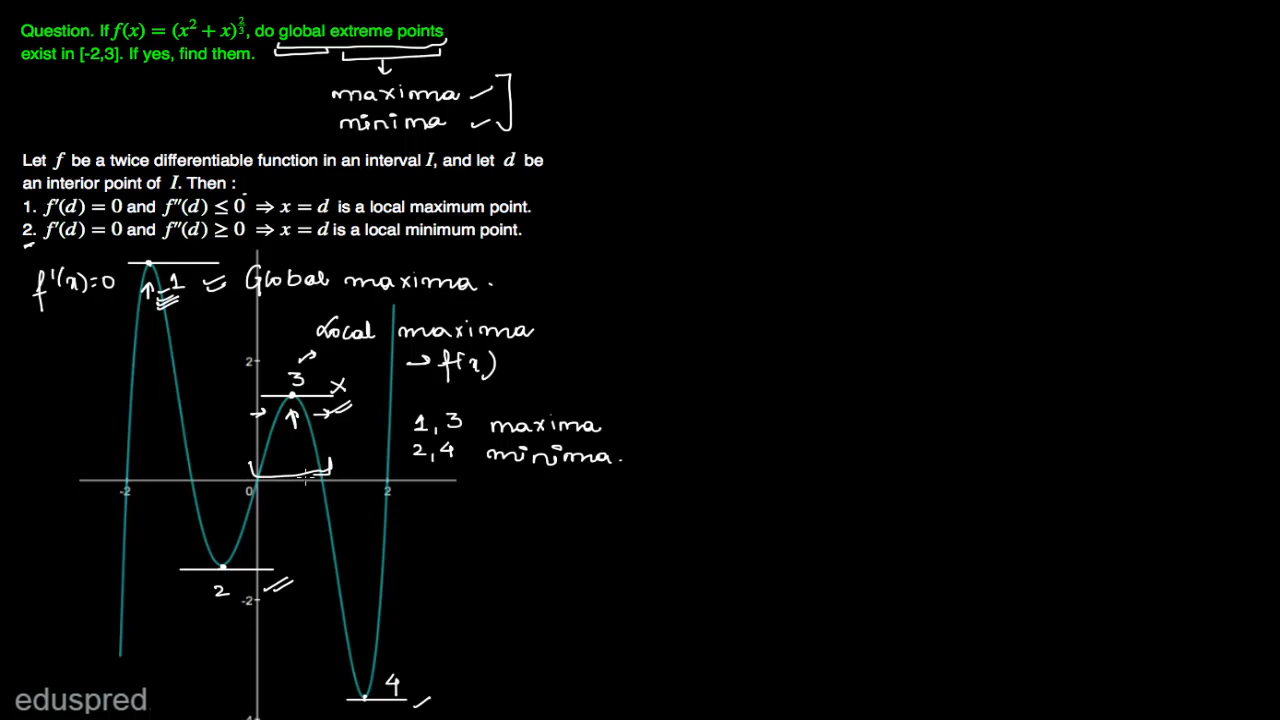 Question. If f(x) = (x² + x)^{2/3}, do global extreme points
exist in [-2,3]. If yes, find them.
maxima ✓
minima ✓
Let f be a twice differentiable function in an interval I, and let d be
an interior point of I. Then :
1. f′(d) = 0 and f″(d) ≤ 0 ⇒ x = d is a local maximum point.
2. f′(d) = 0 and f″(d) ≥ 0 ⇒ x = d is a local minimum point.
f'(x)=0 1 ✓ Global maxima.
Local maxima
→ f(x)
2
3 x
1, 3 maxima
2, 4 minima.
-2 0 2
2
-2
4
eduspred